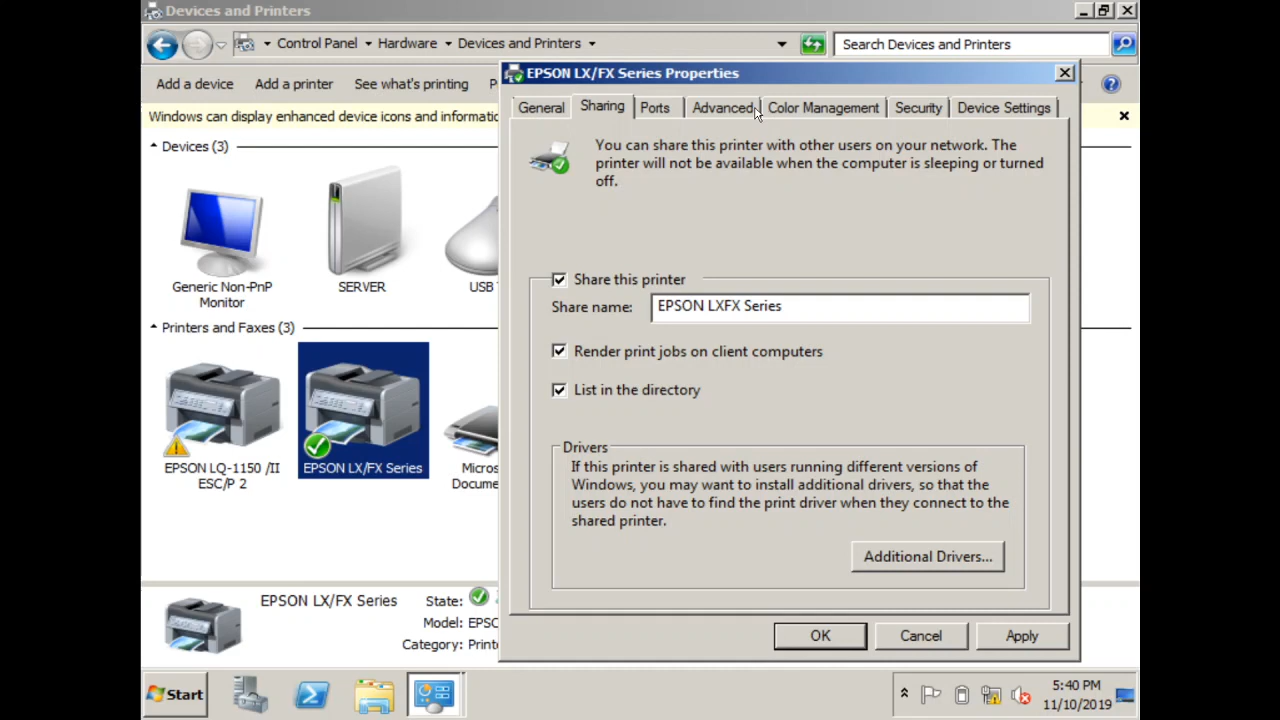 Devices and Printers
Control Panel
Hardware
Devices and Printers
Search Devices and Printers
Add a device
Add a printer
See what's printing
Windows can display enhanced device icons and
Devices (3)
Generic Non-PnP
Monitor
SERVER
USB
Printers and Faxes (3)
EPSON LQ-1150 /II
ESC/P 2
EPSON LX/FX Series
EPSON LX/FX Series
State:
Model:
Category:
EPSON LX/FX Series Properties
General
Sharing
Ports
Advanced
Color Management
Security
Device Settings
You can share this printer with other users on your network. The
printer will not be available when the computer is sleeping or turned
off.
Share this printer
Share name:
EPSON LXFX Series
Render print jobs on client computers
List in the directory
Drivers
If this printer is shared with users running different versions of
Windows, you may want to install additional drivers, so that the
users do not have to find the print driver when they connect to the
shared printer.
Additional Drivers...
OK
Cancel
Apply
Start
5:40 PM
11/10/2019